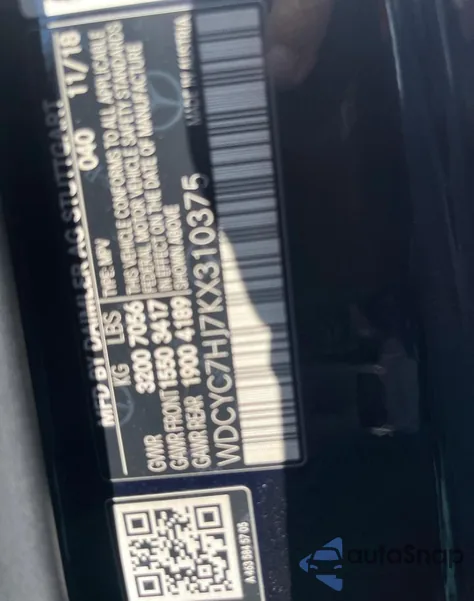 MFD BY DAIMLER AG STUTTGART
040 11/18
KG LBS
GVWR 3200 7056
GAWR FRONT 1550 3417
GAWR REAR 1900 4189
TYPE: MPV
THIS VEHICLE CONFORMS TO ALL APPLICABLE
FEDERAL MOTOR VEHICLE SAFETY STANDARDS
IN EFFECT ON THE DATE OF MANUFACTURE
SHOWN ABOVE
WDCYC7HJ7KX310375
MADE IN AUSTRIA
A 463 584 57 05
autoSnap